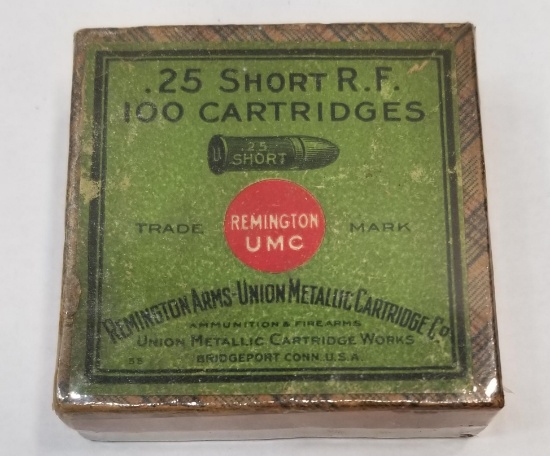 .25 SHORT R.F.
100 CARTRIDGES
.25
SHORT
TRADE MARK
REMINGTON
UMC
REMINGTON ARMS-UNION METALLIC CARTRIDGE CO.
AMMUNITION & FIREARMS
UNION METALLIC CARTRIDGE WORKS
BRIDGEPORT CONN. U.S.A.